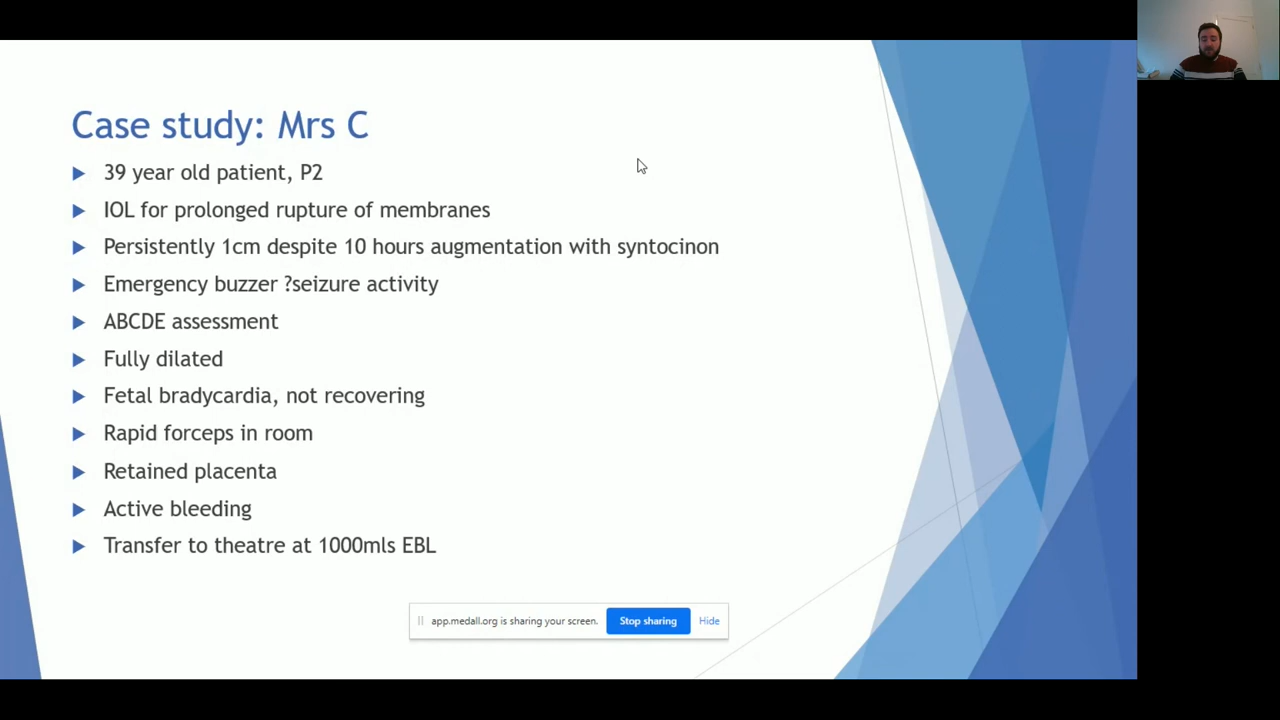 Case study: Mrs C
39 year old patient, P2
IOL for prolonged rupture of membranes
Persistently 1cm despite 10 hours augmentation with syntocinon
Emergency buzzer ?seizure activity
ABCDE assessment
Fully dilated
Fetal bradycardia, not recovering
Rapid forceps in room
Retained placenta
Active bleeding
Transfer to theatre at 1000mls EBL
app.medall.org is sharing your screen. Stop sharing Hide